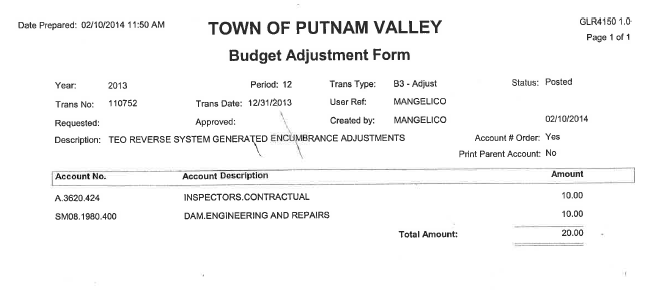 Date Prepared: 02/10/2014 11:50 AM
TOWN OF PUTNAM VALLEY
GLR4150 1.0
Page 1 of 1
Budget Adjustment Form
Year: 2013 Period: 12 Trans Type: B3 - Adjust Status: Posted
Trans No: 110752 Trans Date: 12/31/2013 User Ref: MANGELICO
Requested: Approved: Created by: MANGELICO 02/10/2014
Description: TEO REVERSE SYSTEM GENERATED ENCUMBRANCE ADJUSTMENTS Account # Order: Yes
Print Parent Account: No
Account No. Account Description Amount
A.3620.424 INSPECTORS.CONTRACTUAL 10.00
SM08.1980.400 DAM.ENGINEERING AND REPAIRS 10.00
Total Amount: 20.00